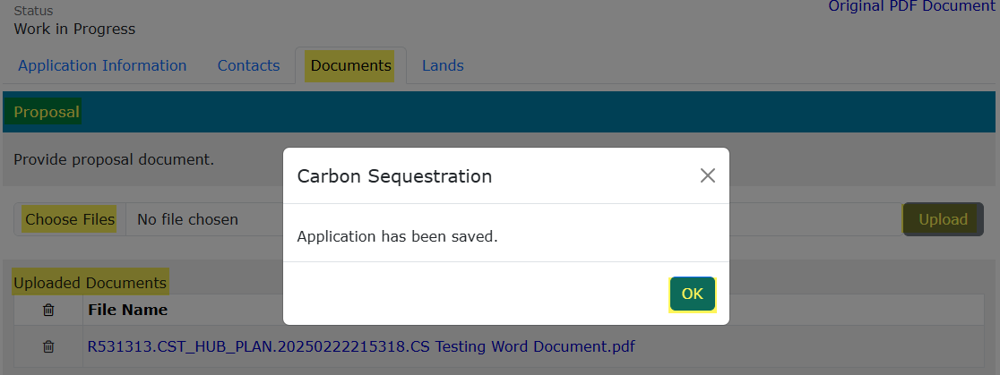 Status
Original PDF Document
Work in Progress
Application Information Contacts Documents Lands
Proposal
Provide proposal document.
Carbon Sequestration
Choose Files No file chosen
Upload
Application has been saved.
Uploaded Documents
OK
File Name
R531313.CST_HUB_PLAN.20250222215318.CS Testing Word Document.pdf